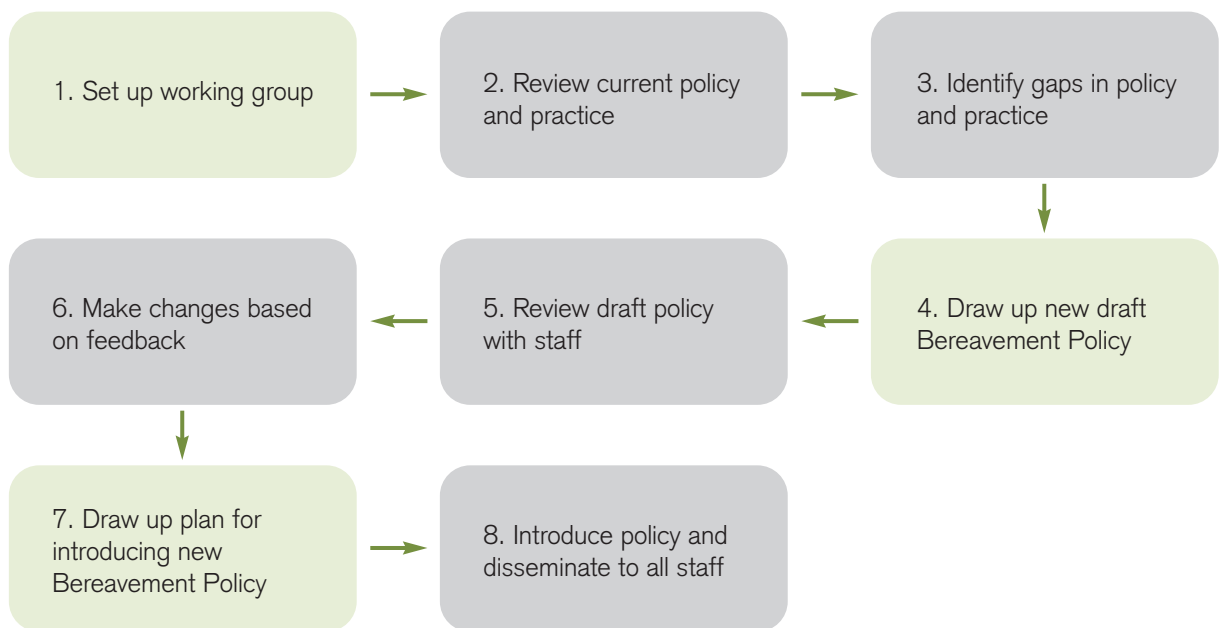 1. Set up working group
2. Review current policy
and practice
3. Identify gaps in policy
and practice
4. Draw up new draft
Bereavement Policy
5. Review draft policy
with staff
6. Make changes based
on feedback
7. Draw up plan for
introducing new
Bereavement Policy
8. Introduce policy and
disseminate to all staff